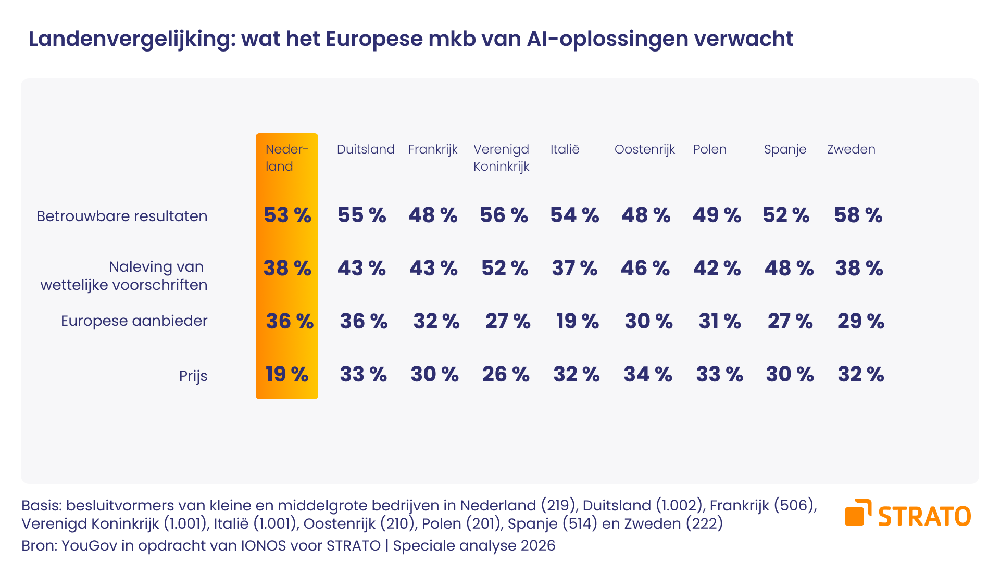 Landenvergelijking: wat het Europese mkb van AI-oplossingen verwacht
Neder- Duitsland Frankrijk Verenigd Italië Oostenrijk Polen Spanje Zweden
land Koninkrijk
Betrouwbare resultaten 53 % 55 % 48 % 56 % 54 % 48 % 49 % 52 % 58 %
Naleving van
wettelijke voorschriften 38 % 43 % 43 % 52 % 37 % 46 % 42 % 48 % 38 %
Europese aanbieder 36 % 36 % 32 % 27 % 19 % 30 % 31 % 27 % 29 %
Prijs 19 % 33 % 30 % 26 % 32 % 34 % 33 % 30 % 32 %
Basis: besluitvormers van kleine en middelgrote bedrijven in Nederland (219), Duitsland (1.002), Frankrijk (506),
Verenigd Koninkrijk (1.001), Italië (1.001), Oostenrijk (210), Polen (201), Spanje (514) en Zweden (222)
Bron: YouGov in opdracht van IONOS voor STRATO | Speciale analyse 2026
STRATO